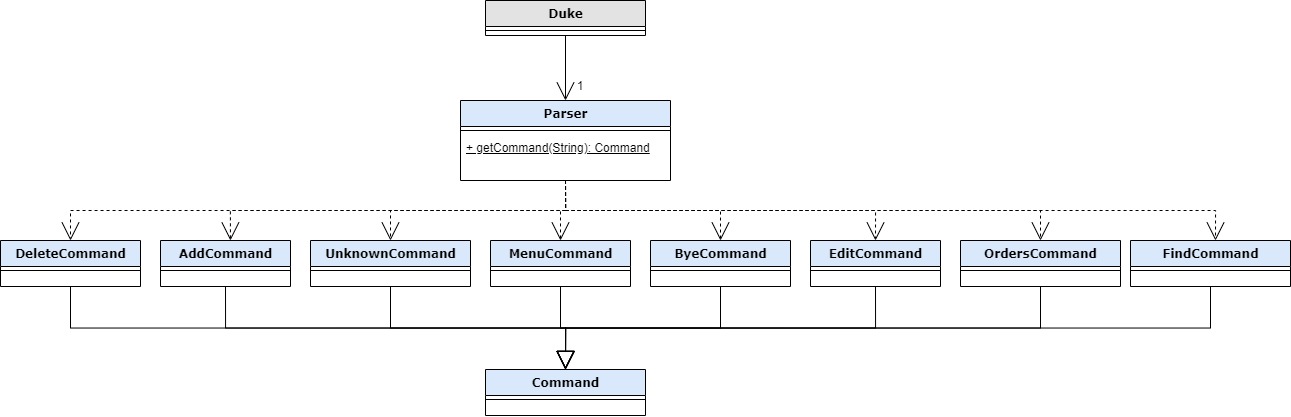 Duke
1
Parser
+ getCommand(String): Command
DeleteCommand
AddCommand
UnknownCommand
MenuCommand
ByeCommand
EditCommand
OrdersCommand
FindCommand
Command